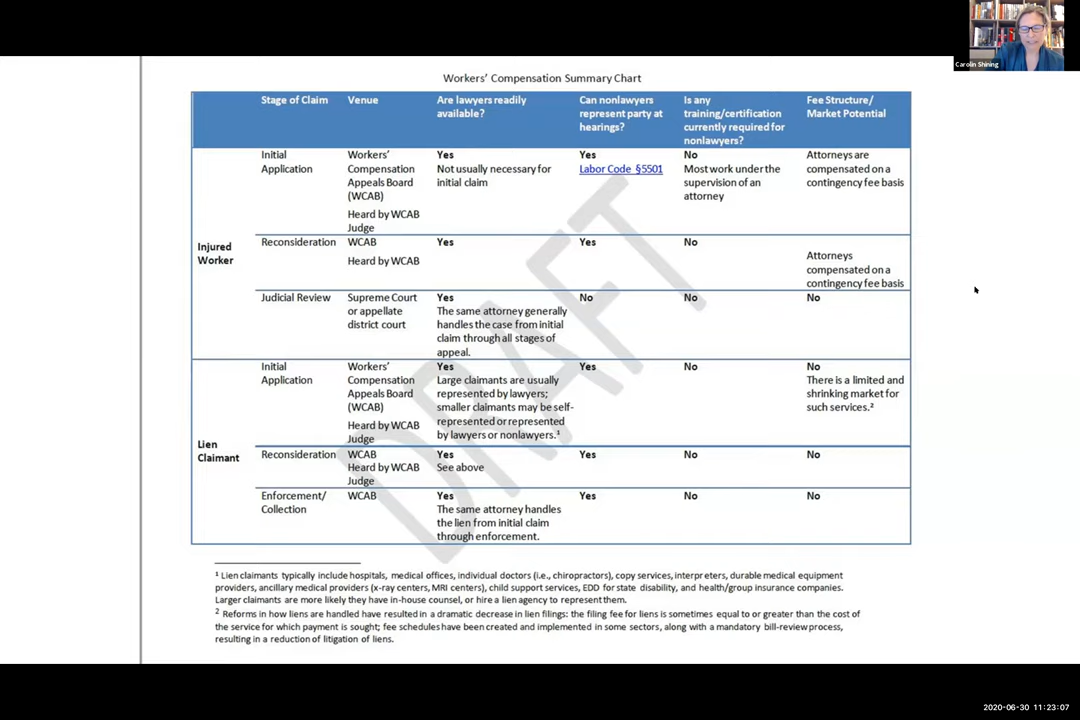 Carolin Shining
Workers' Compensation Summary Chart
Stage of Claim
Venue
Are lawyers readily
available?
Can nonlawyers
represent party at
hearings?
Is any
training/certification
currently required for
nonlawyers?
Fee Structure/
Market Potential
Injured
Worker
Initial
Application
Workers'
Compensation
Appeals Board
(WCAB)
Heard by WCAB
Judge
Yes
Not usually necessary for
initial claim
Yes
Labor Code §5501
No
Most work under the
supervision of an
attorney
Attorneys are
compensated on a
contingency fee basis
Reconsideration
WCAB
Heard by WCAB
Yes
Yes
No
Attorneys
compensated on a
contingency fee basis
Judicial Review
Supreme Court
or appellate
district court
Yes
The same attorney generally
handles the case from initial
claim through all stages of
appeal.
No
No
No
Lien
Claimant
Initial
Application
Workers'
Compensation
Appeals Board
(WCAB)
Heard by WCAB
Judge
Yes
Large claimants are usually
represented by lawyers;
smaller claimants may be self-
represented or represented
by lawyers or nonlawyers.¹
Yes
No
There is a limited and
shrinking market for
such services.²
Reconsideration
WCAB
Heard by WCAB
Judge
Yes
See above
Yes
No
No
Enforcement/
Collection
WCAB
Yes
The same attorney handles
the lien from initial claim
through enforcement.
Yes
No
No
DRAFT
¹ Lien claimants typically include hospitals, medical offices, individual doctors (i.e., chiropractors), copy services, interpreters, durable medical equipment
providers, ancillary medical providers (x-ray centers, MRI centers), child support services, EDD for state disability, and health/group insurance companies.
Larger claimants are more likely they have in-house counsel, or hire a lien agency to represent them.
² Reforms in how liens are handled have resulted in a dramatic decrease in lien filings: the filing fee for liens is sometimes equal to or greater than the cost of
the service for which payment is sought; fee schedules have been created and implemented in some sectors, along with a mandatory bill-review process,
resulting in a reduction of litigation of liens.
2020-06-30 11:23:07